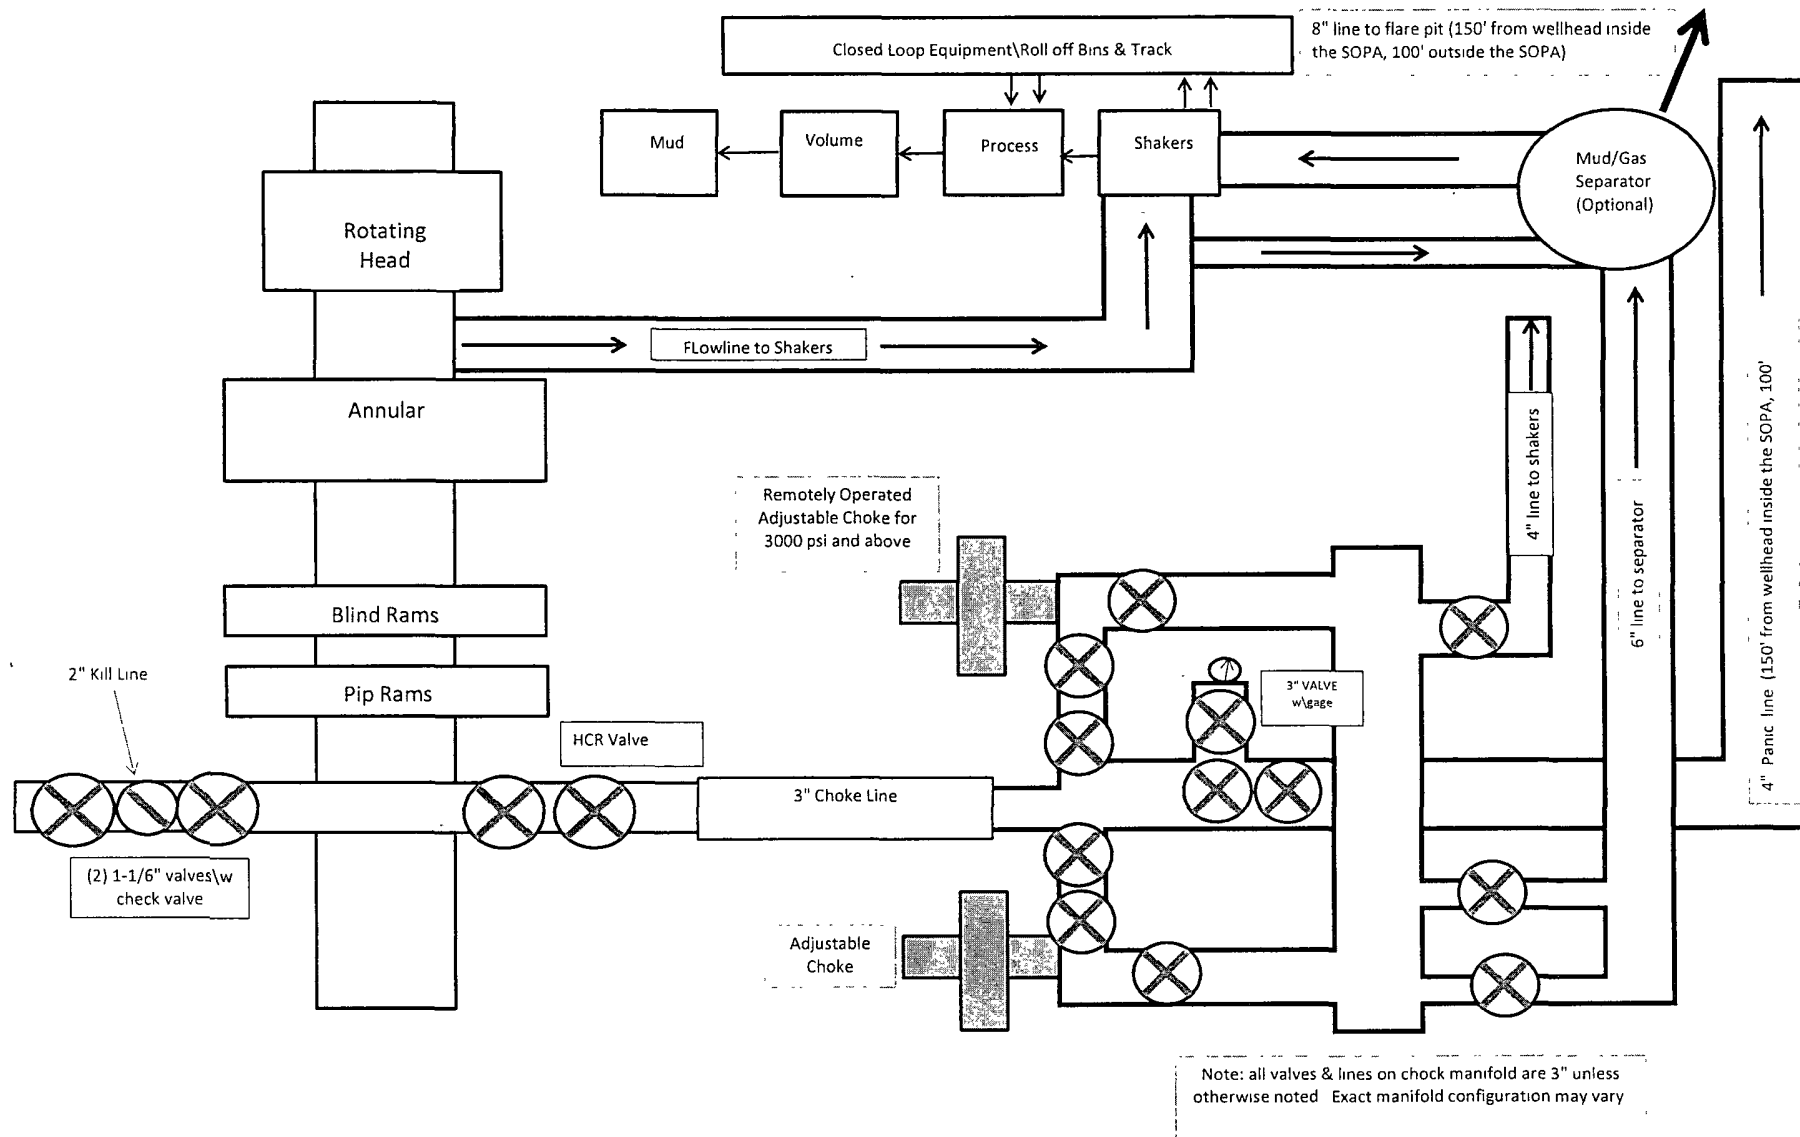 8" line to flare pit (150' from wellhead inside
the SOPA, 100' outside the SOPA)
Closed Loop Equipment\Roll off Bins & Track
Mud
Volume
Process
Shakers
Mud/Gas
Separator
(Optional)
Rotating
Head
FLowline to Shakers
Annular
4" line to shakers
6" line to separator
4" Panic line (150' from wellhead inside the SOPA, 100'
Remotely Operated
Adjustable Choke for
3000 psi and above
Blind Rams
2" Kill Line
Pip Rams
3" VALVE
w\gage
HCR Valve
3" Choke Line
(2) 1-1/6" valves\w
check valve
Adjustable
Choke
Note: all valves & lines on chock manifold are 3" unless
otherwise noted Exact manifold configuration may vary